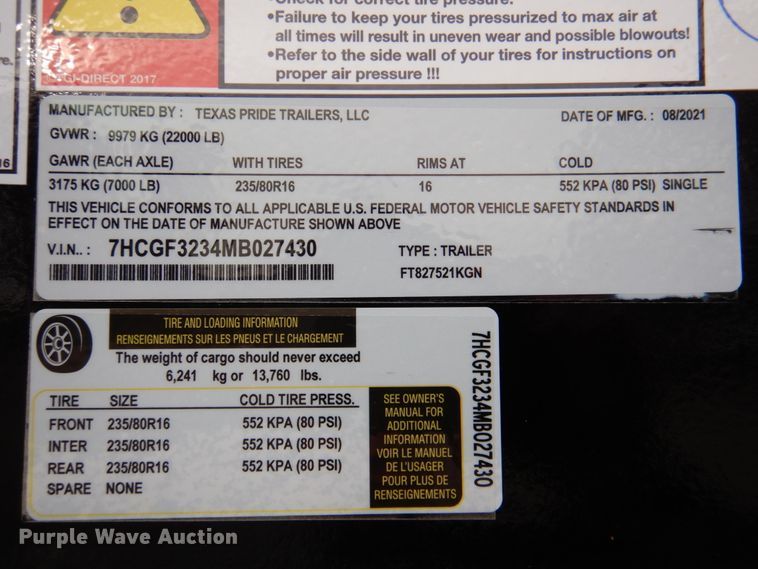 •Failure to keep your tires pressurized to max air at
all times will result in uneven wear and possible blowouts!
•Refer to the side wall of your tires for instructions on
proper air pressure !!!
GI-DIRECT 2017
MANUFACTURED BY : TEXAS PRIDE TRAILERS, LLC DATE OF MFG. : 08/2021
GVWR : 9979 KG (22000 LB)
GAWR (EACH AXLE) WITH TIRES RIMS AT COLD
3175 KG (7000 LB) 235/80R16 16 552 KPA (80 PSI) SINGLE
THIS VEHICLE CONFORMS TO ALL APPLICABLE U.S. FEDERAL MOTOR VEHICLE SAFETY STANDARDS IN
EFFECT ON THE DATE OF MANUFACTURE SHOWN ABOVE
V.I.N.. : 7HCGF3234MB027430 TYPE : TRAILER
FT827521KGN
TIRE AND LOADING INFORMATION
RENSEIGNEMENTS SUR LES PNEUS ET LE CHARGEMENT
The weight of cargo should never exceed
6,241 kg or 13,760 lbs.
TIRE SIZE COLD TIRE PRESS.
FRONT 235/80R16 552 KPA (80 PSI)
INTER 235/80R16 552 KPA (80 PSI)
REAR 235/80R16 552 KPA (80 PSI)
SPARE NONE
SEE OWNER'S
MANUAL FOR
ADDITIONAL
INFORMATION
VOIR LE MANUEL
DE L'USAGER
POUR PLUS DE
RENSEIGNEMENTS
7HCGF3234MB027430
Purple Wave Auction